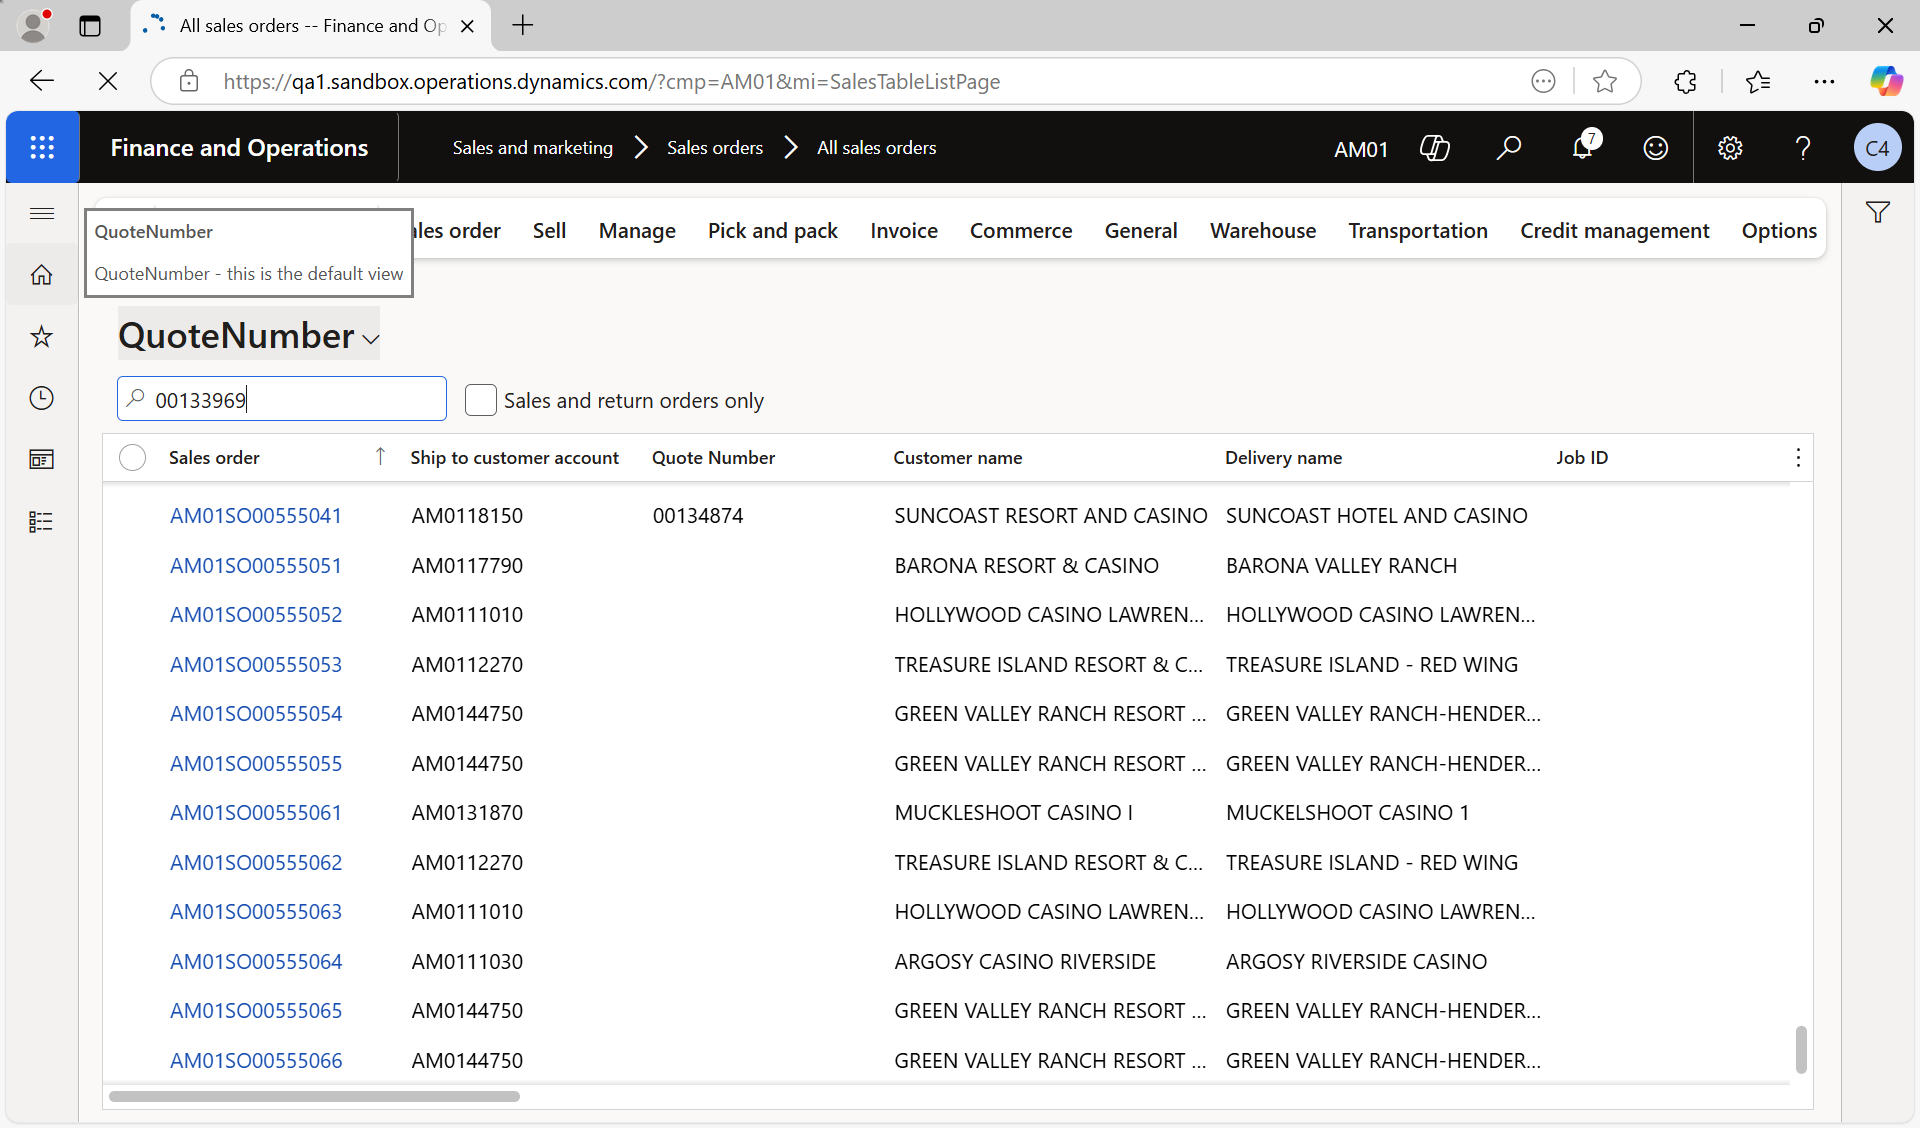 All sales orders -- Finance and Op
https://qa1.sandbox.operations.dynamics.com/?cmp=AM01&mi=SalesTableListPage
Finance and Operations Sales and marketing Sales orders All sales orders AM01 7 C4
QuoteNumber
QuoteNumber - this is the default view
les order Sell Manage Pick and pack Invoice Commerce General Warehouse Transportation Credit management Options
QuoteNumber
00133969 Sales and return orders only
Sales order Ship to customer account Quote Number Customer name Delivery name Job ID
AM01SO00555041 AM0118150 00134874 SUNCOAST RESORT AND CASINO SUNCOAST HOTEL AND CASINO
AM01SO00555051 AM0117790 BARONA RESORT & CASINO BARONA VALLEY RANCH
AM01SO00555052 AM0111010 HOLLYWOOD CASINO LAWREN... HOLLYWOOD CASINO LAWREN...
AM01SO00555053 AM0112270 TREASURE ISLAND RESORT & C... TREASURE ISLAND - RED WING
AM01SO00555054 AM0144750 GREEN VALLEY RANCH RESORT ... GREEN VALLEY RANCH-HENDER...
AM01SO00555055 AM0144750 GREEN VALLEY RANCH RESORT ... GREEN VALLEY RANCH-HENDER...
AM01SO00555061 AM0131870 MUCKLESHOOT CASINO I MUCKELSHOOT CASINO 1
AM01SO00555062 AM0112270 TREASURE ISLAND RESORT & C... TREASURE ISLAND - RED WING
AM01SO00555063 AM0111010 HOLLYWOOD CASINO LAWREN... HOLLYWOOD CASINO LAWREN...
AM01SO00555064 AM0111030 ARGOSY CASINO RIVERSIDE ARGOSY RIVERSIDE CASINO
AM01SO00555065 AM0144750 GREEN VALLEY RANCH RESORT ... GREEN VALLEY RANCH-HENDER...
AM01SO00555066 AM0144750 GREEN VALLEY RANCH RESORT ... GREEN VALLEY RANCH-HENDER...